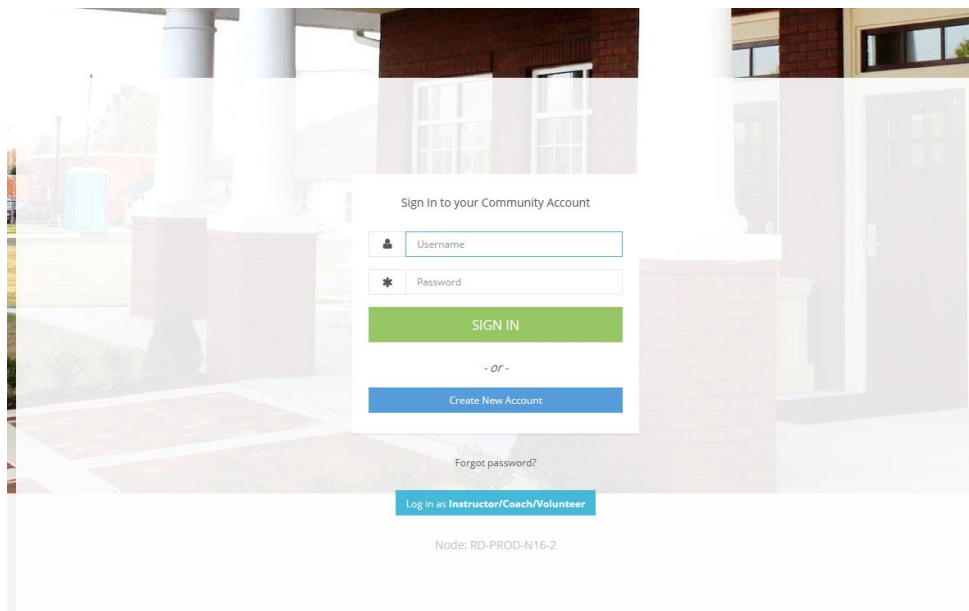 Sign In to your Community Account
Username
Password
SIGN IN
- or -
Create New Account
Forgot password?
Log in as Instructor/Coach/Volunteer
Node: RD-PROD-N16-2